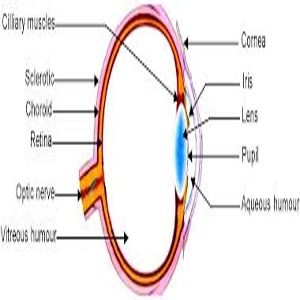 Ciliary muscles
Sclerotic
Choroid
Retina
Optic nerve
Vitreous humour
Cornea
Iris
Lens
Pupil
Aqueous humour